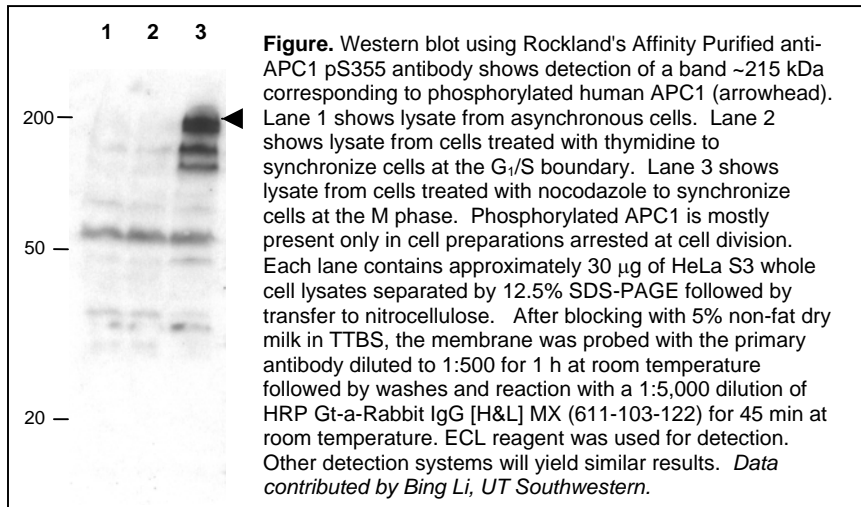 1 2 3
200
50
20
Figure. Western blot using Rockland's Affinity Purified anti-
APC1 pS355 antibody shows detection of a band ~215 kDa
corresponding to phosphorylated human APC1 (arrowhead).
Lane 1 shows lysate from asynchronous cells. Lane 2
shows lysate from cells treated with thymidine to
synchronize cells at the G₁/S boundary. Lane 3 shows
lysate from cells treated with nocodazole to synchronize
cells at the M phase. Phosphorylated APC1 is mostly
present only in cell preparations arrested at cell division.
Each lane contains approximately 30 μg of HeLa S3 whole
cell lysates separated by 12.5% SDS-PAGE followed by
transfer to nitrocellulose. After blocking with 5% non-fat dry
milk in TTBS, the membrane was probed with the primary
antibody diluted to 1:500 for 1 h at room temperature
followed by washes and reaction with a 1:5,000 dilution of
HRP Gt-a-Rabbit IgG [H&L] MX (611-103-122) for 45 min at
room temperature. ECL reagent was used for detection.
Other detection systems will yield similar results. Data
contributed by Bing Li, UT Southwestern.